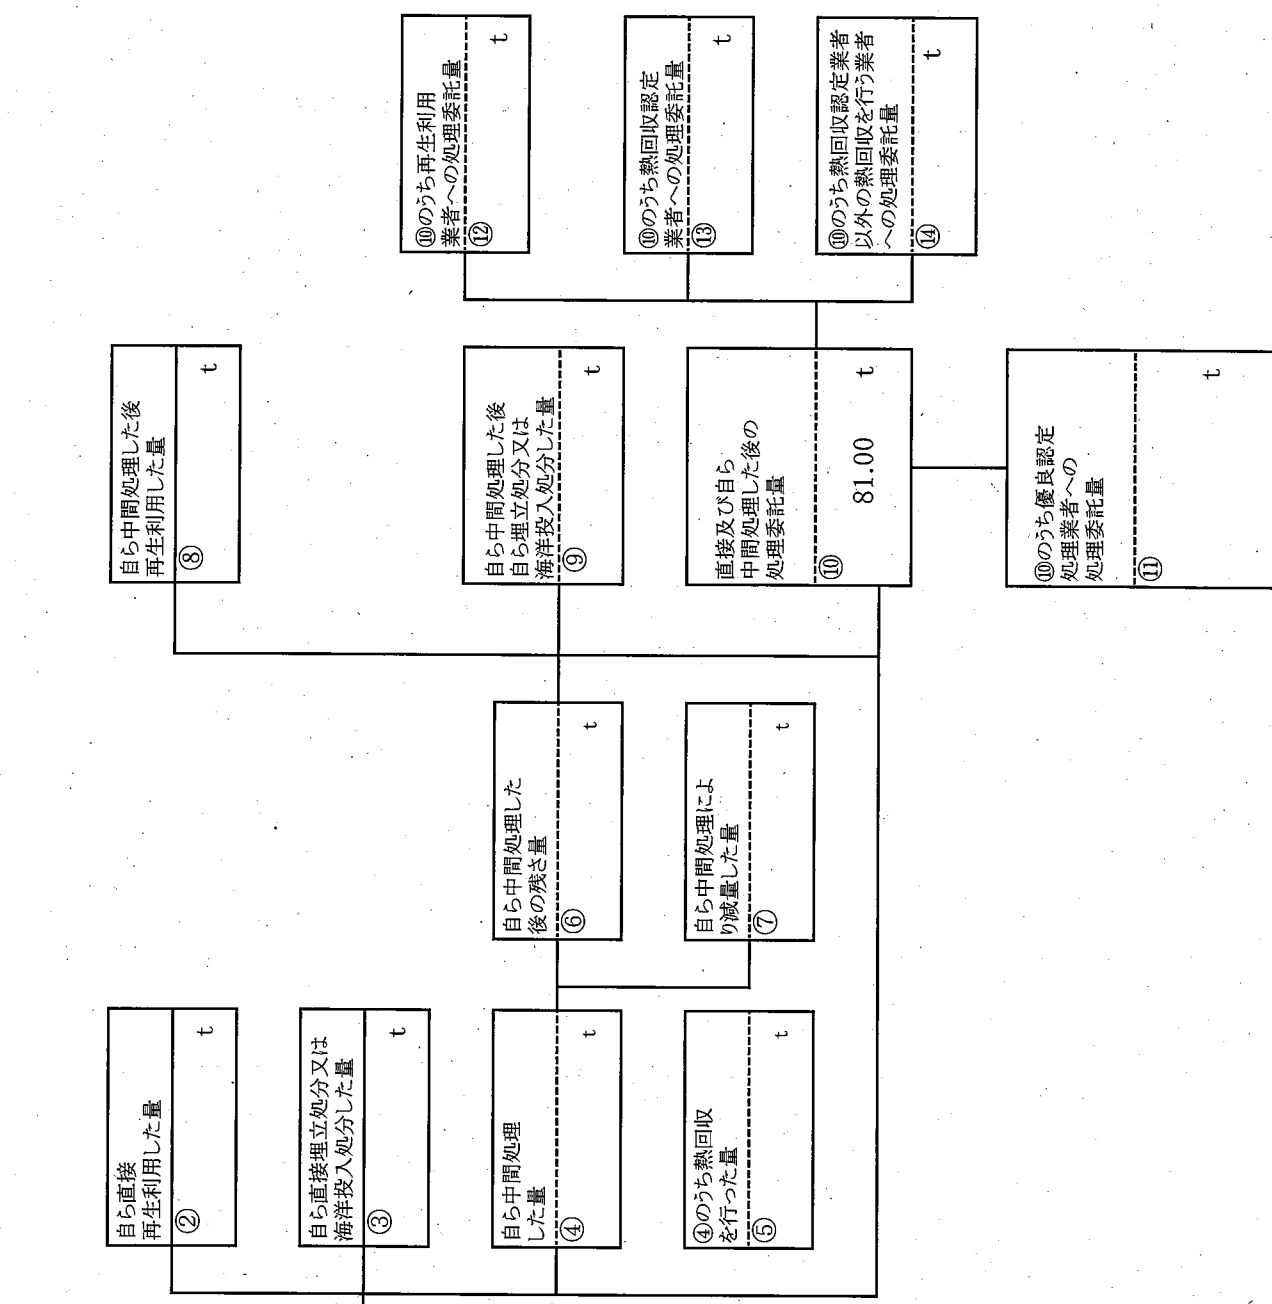 自ら直接
再生利用した量
②
t
自ら直接埋立処分又は
海洋投入処分した量
③
t
自ら中間処理
した量
④
t
④のうち熱回収
を行った量
⑤
t
自ら中間処理した
後の残さ量
⑥
t
自ら中間処理によ
り減量した量
⑦
t
自ら中間処理した後
再生利用した量
⑧
t
自ら中間処理した後
自ら埋立処分又は
海洋投入処分した量
⑨
t
直接及び自ら
中間処理した後の
処理委託量
⑩
81.00 t
⑩のうち優良認定
処理業者への
処理委託量
⑪
t
⑩のうち再生利用
業者への処理委託量
⑫
t
⑩のうち熱回収認定
業者への処理委託量
⑬
t
⑩のうち熱回収認定業者
以外の熱回収を行う業者
への処理委託量
⑭
t